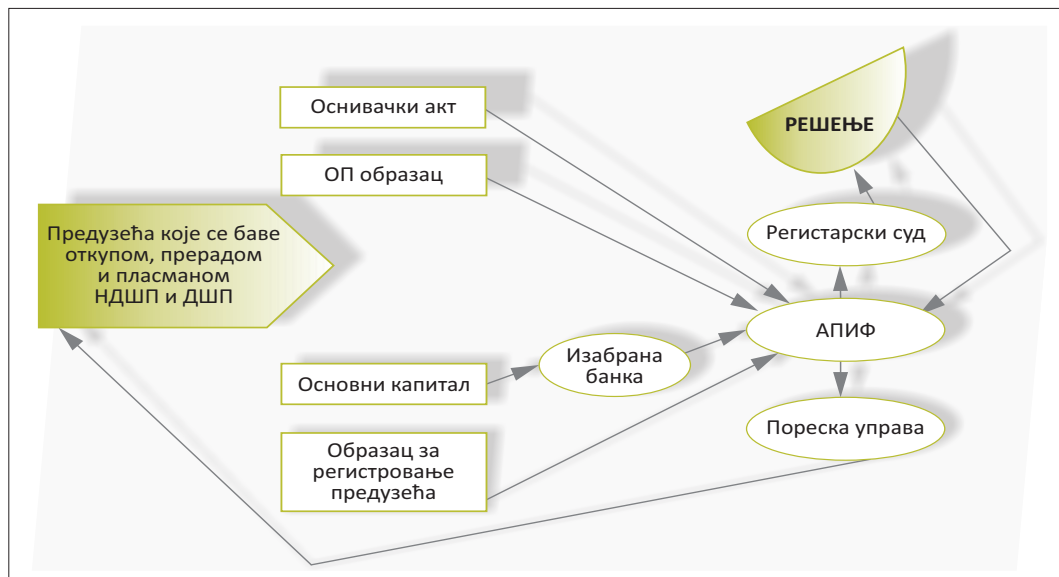 Оснивачки акт
ОП образац
Предузећа које се баве
откупом, прерадом
и пласманом
НДШП и ДШП
Основни капитал
Образац за
регистровање
предузећа
Изабрана
банка
РЕШЕЊЕ
Регистарски суд
АПИФ
Пореска управа